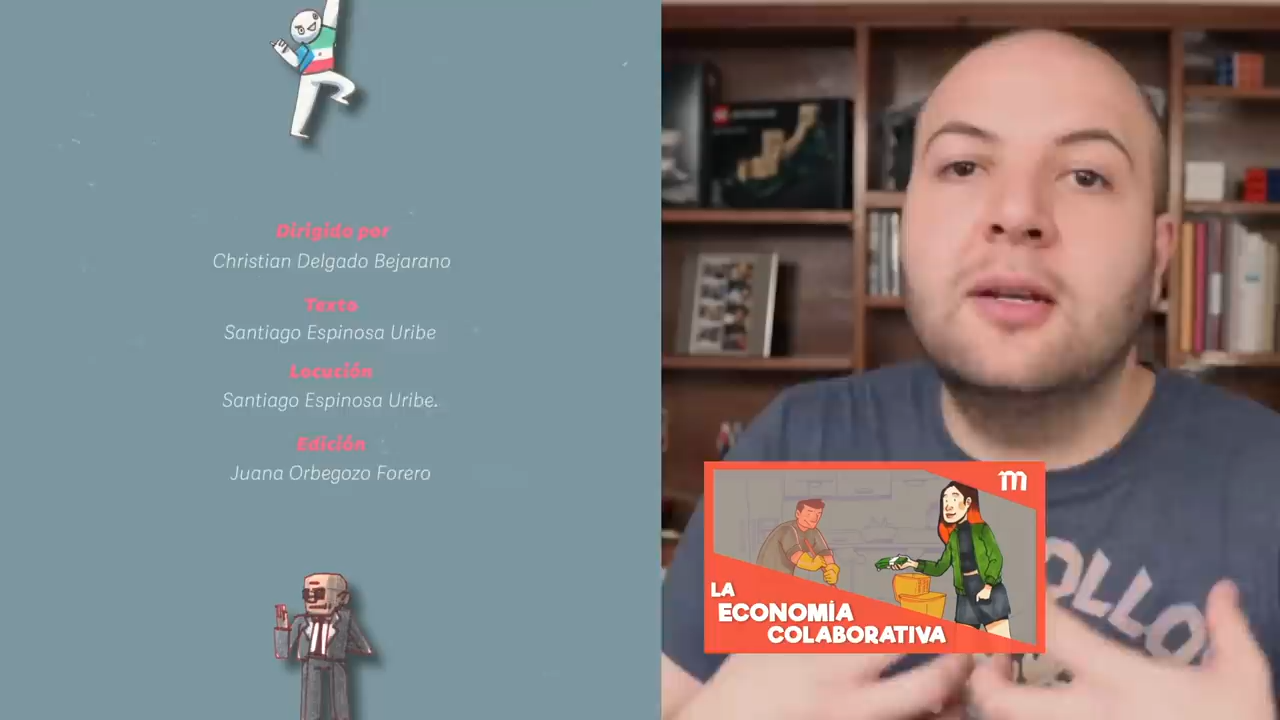 Dirigido por
Christian Delgado Bejarano
Texto
Santiago Espinosa Uribe
Locución
Santiago Espinosa Uribe.
Edición
Juana Orbegozo Forero
m
LA
ECONOMÍA
COLABORATIVA